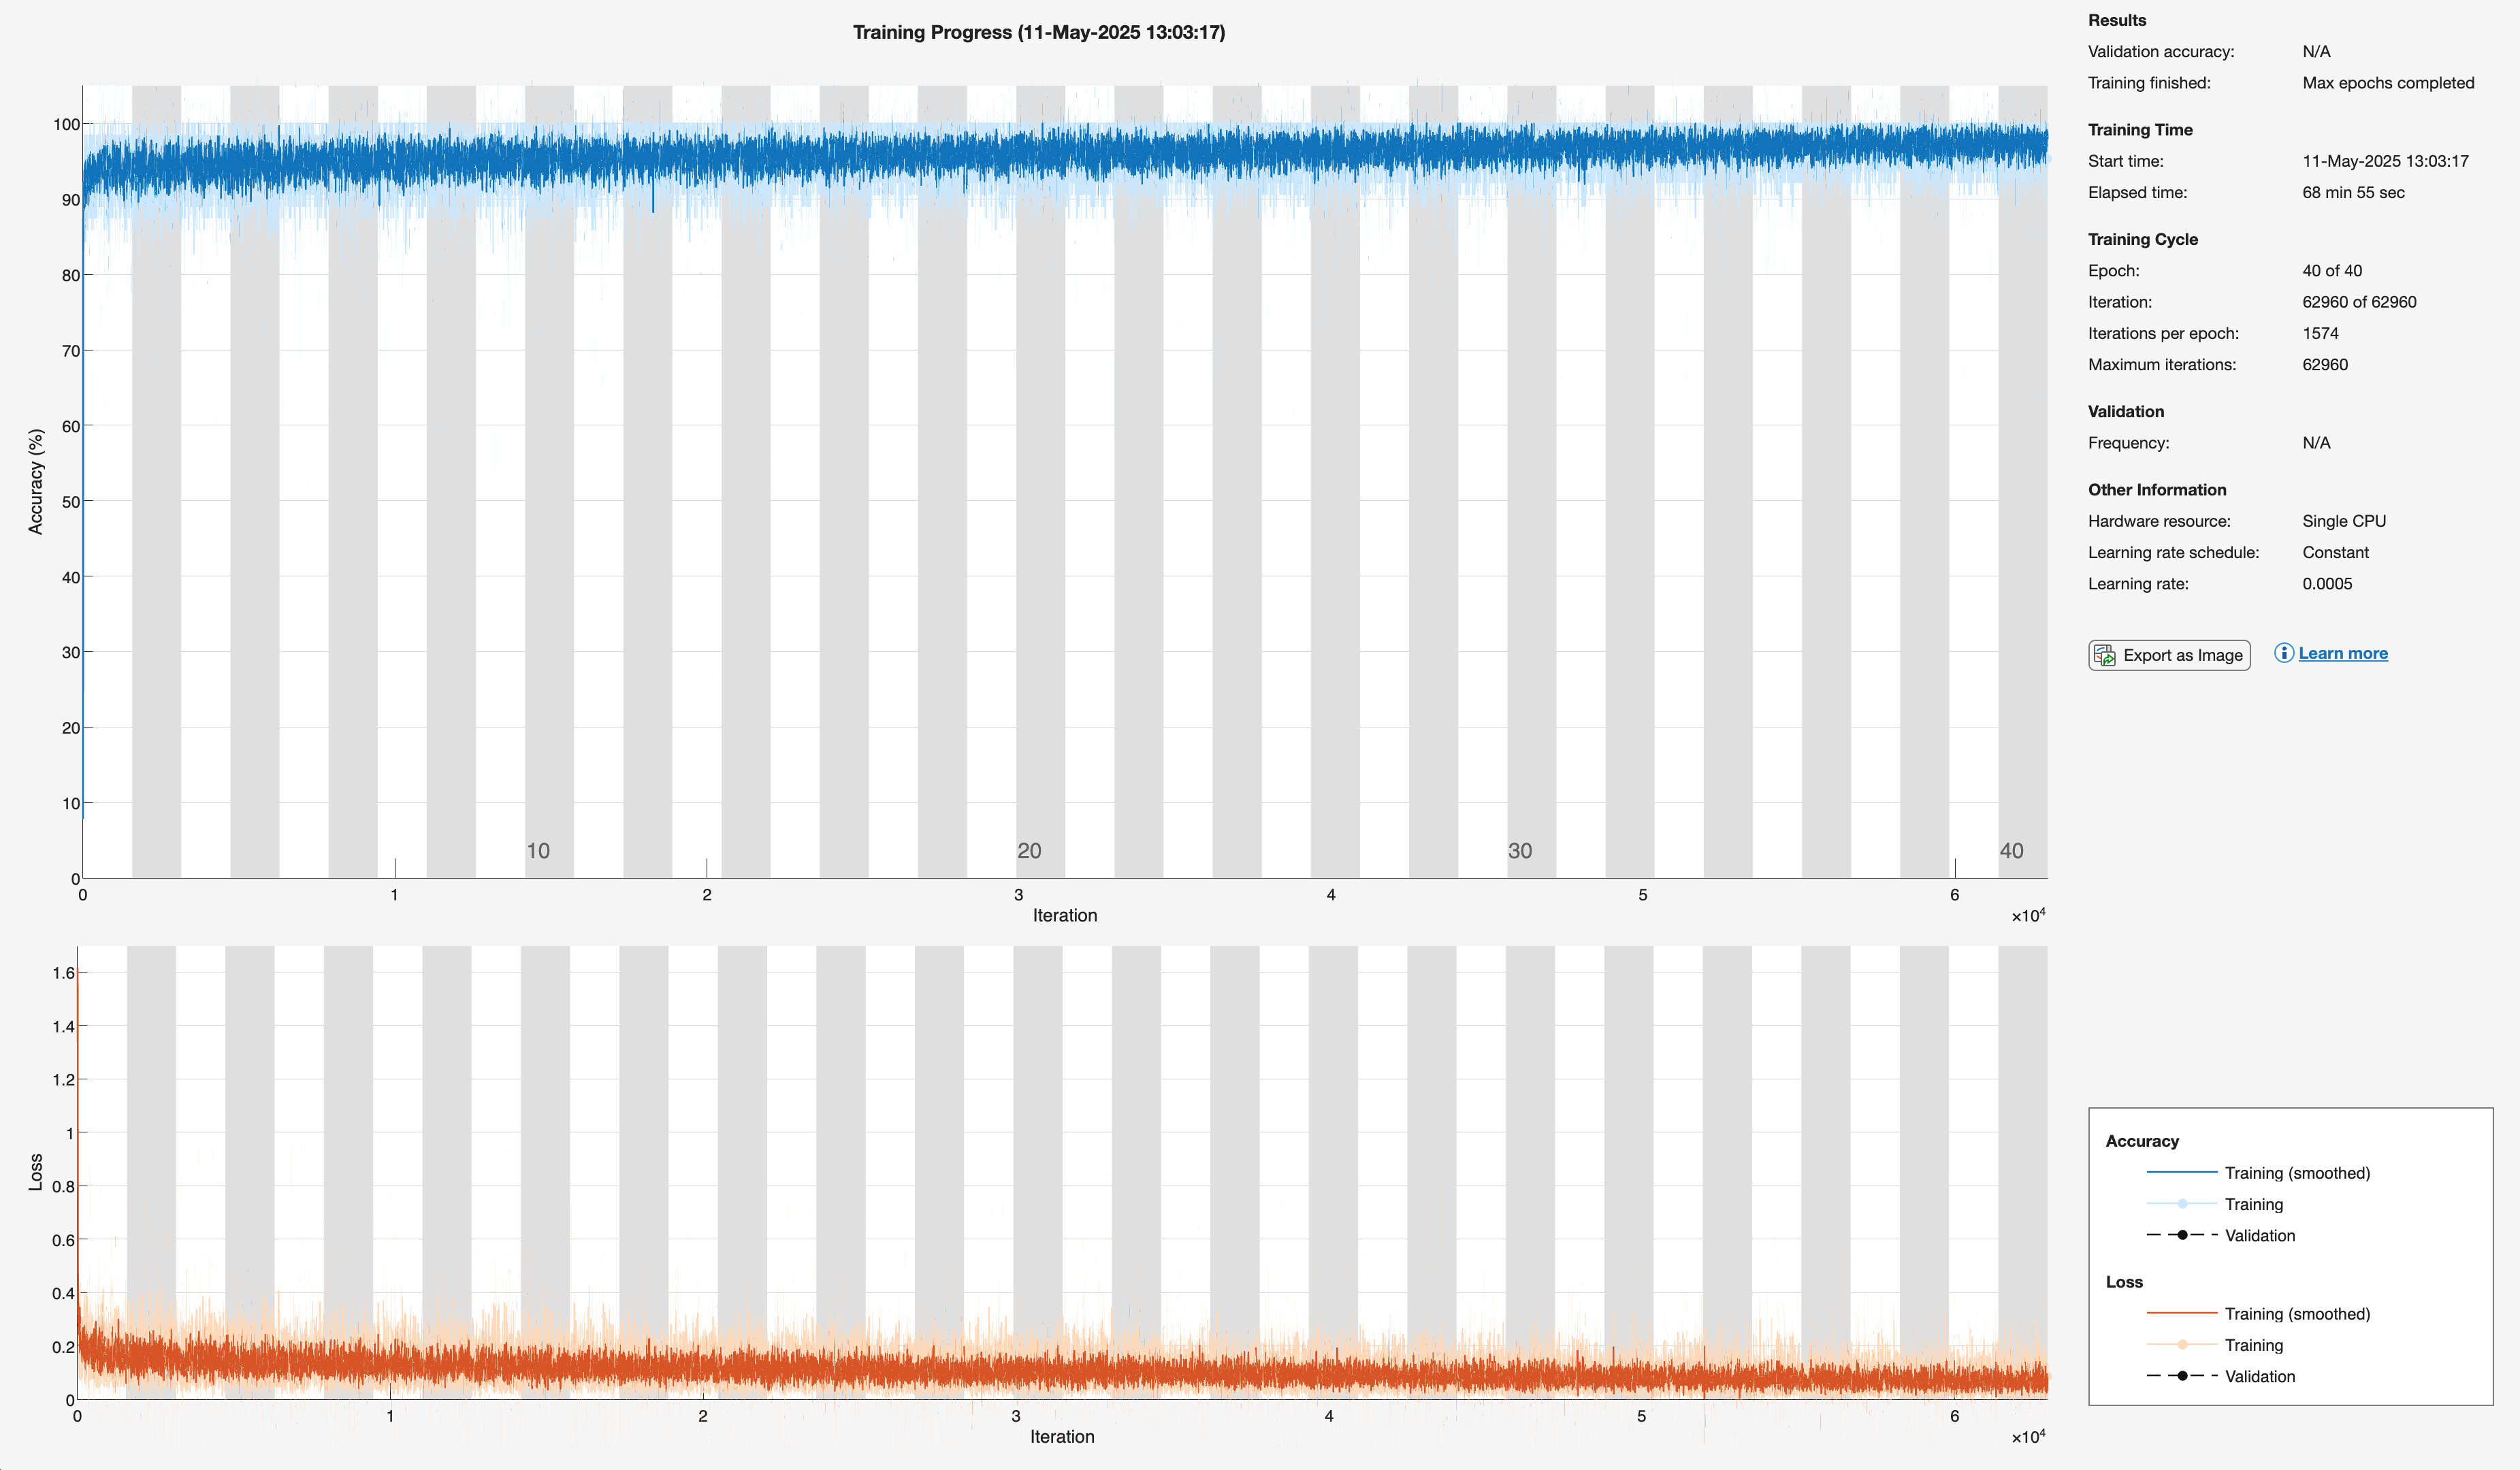 Training Progress (11-May-2025 13:03:17)
100
90
80
70
60
50
40
30
20
10
0
Accuracy (%)
10
20
30
40
0 1 2 3 4 5 6
Iteration
×10⁴
1.6
1.4
1.2
1
0.8
0.6
0.4
0.2
0
Loss
0 1 2 3 4 5 6
Iteration
×10⁴
Results
Validation accuracy: N/A
Training finished: Max epochs completed
Training Time
Start time: 11-May-2025 13:03:17
Elapsed time: 68 min 55 sec
Training Cycle
Epoch: 40 of 40
Iteration: 62960 of 62960
Iterations per epoch: 1574
Maximum iterations: 62960
Validation
Frequency: N/A
Other Information
Hardware resource: Single CPU
Learning rate schedule: Constant
Learning rate: 0.0005
Export as Image
Learn more
Accuracy
Training (smoothed)
Training
Validation
Loss
Training (smoothed)
Training
Validation